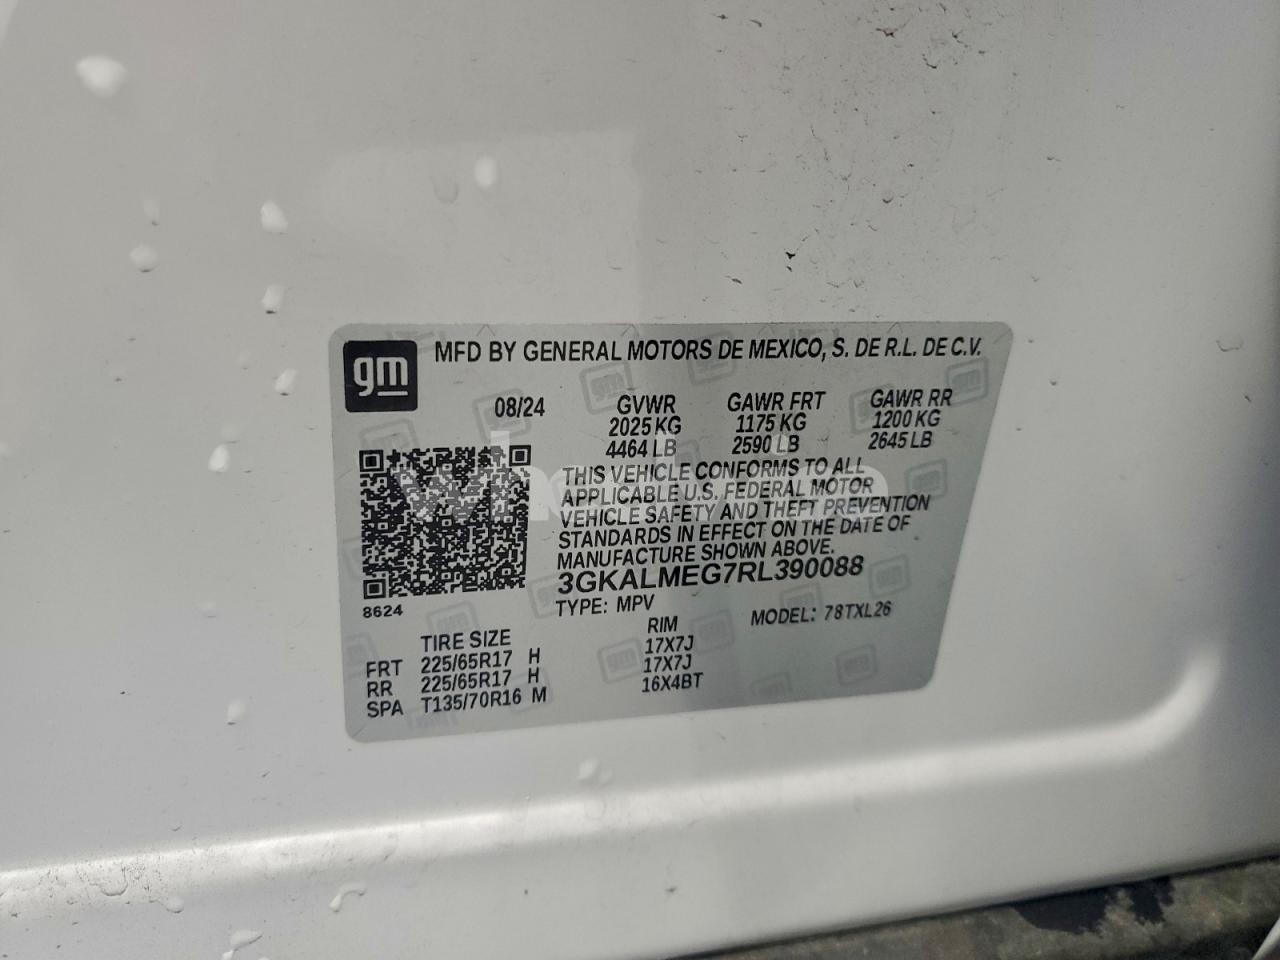 gm
MFD BY GENERAL MOTORS DE MEXICO, S. DE R.L. DE C.V.
08/24 GVWR GAWR FRT GAWR RR
2025 KG 1175 KG 1200 KG
4464 LB 2590 LB 2645 LB
THIS VEHICLE CONFORMS TO ALL
APPLICABLE U.S. FEDERAL MOTOR
VEHICLE SAFETY AND THEFT PREVENTION
STANDARDS IN EFFECT ON THE DATE OF
MANUFACTURE SHOWN ABOVE.
3GKALMEG7RL390088
8624
TYPE: MPV MODEL: 78TXL26
TIRE SIZE RIM
FRT 225/65R17 H 17X7J
RR 225/65R17 H 17X7J
SPA T135/70R16 M 16X4BT